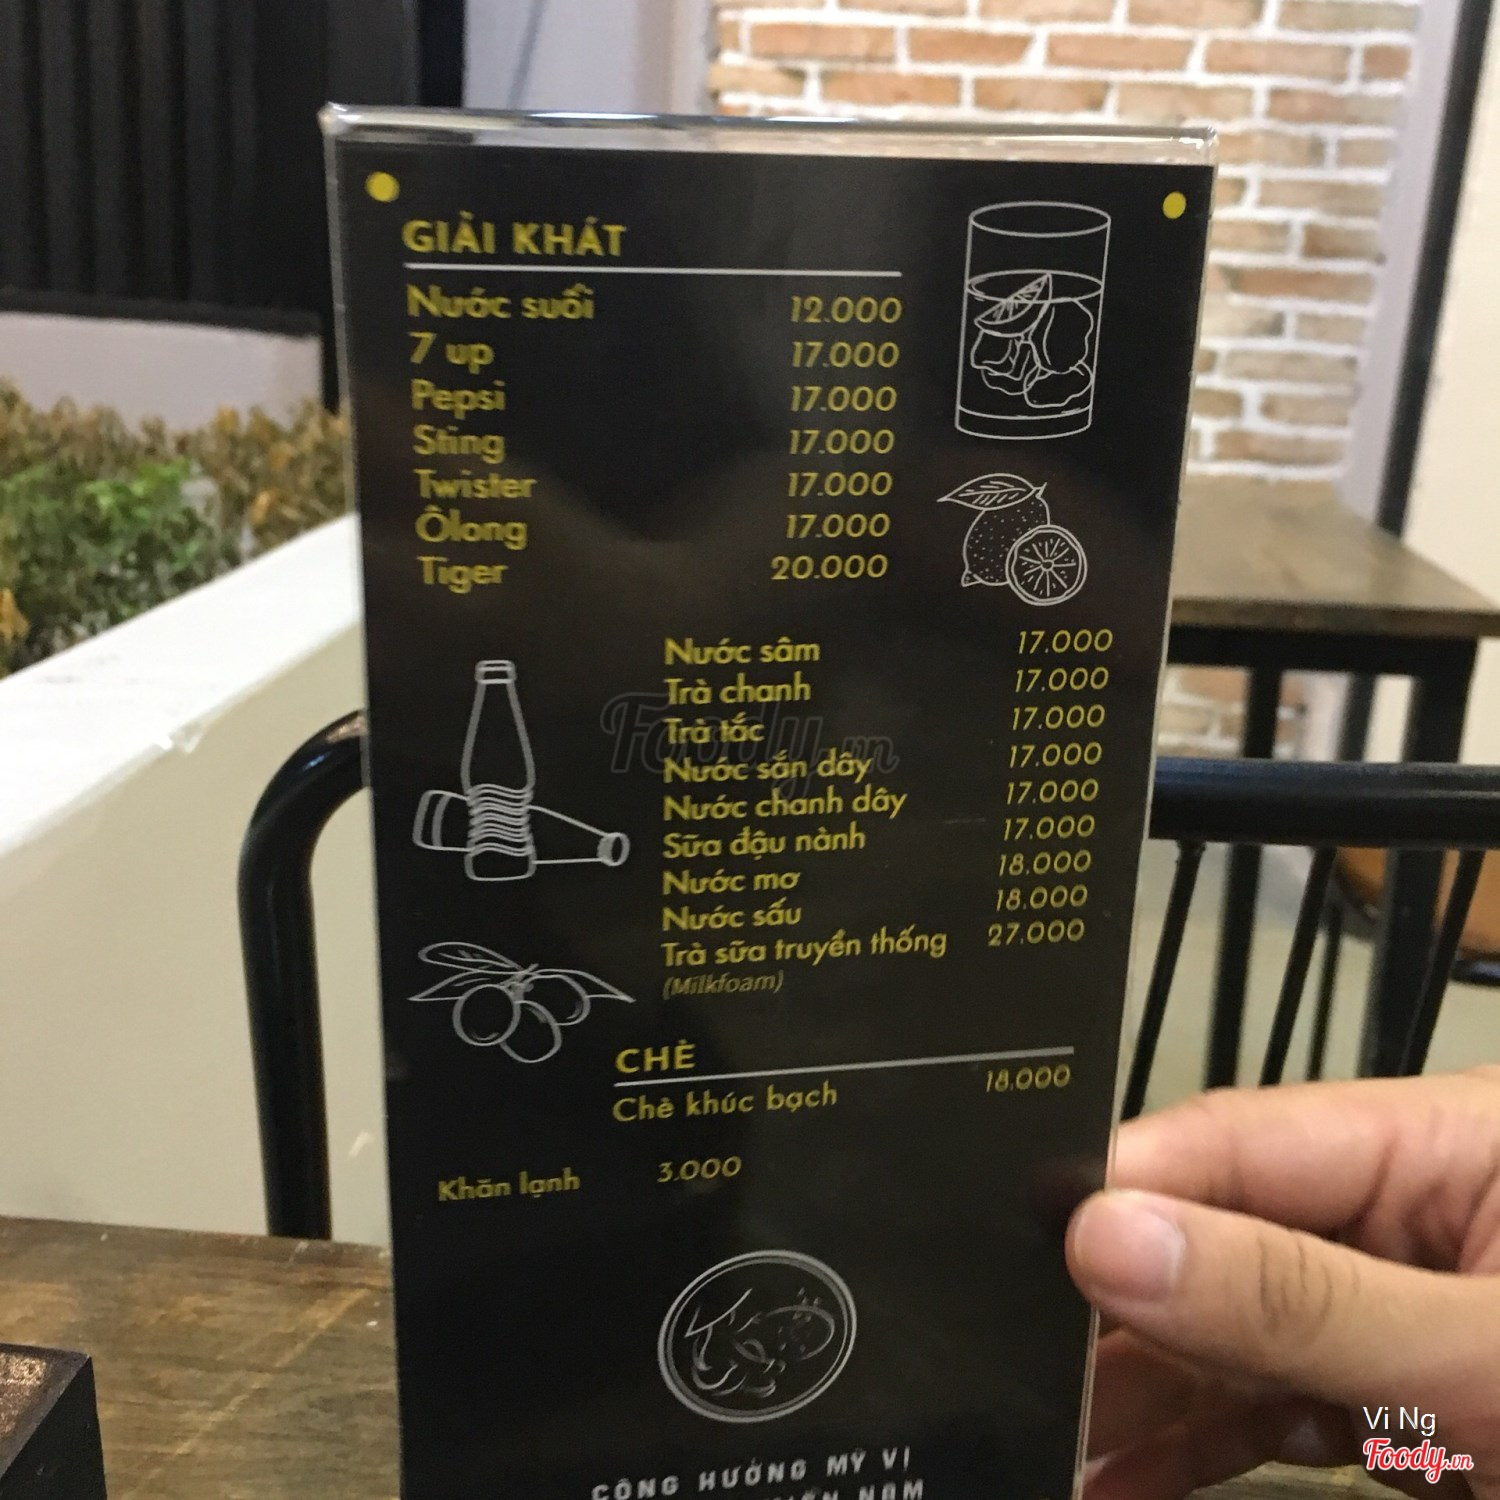 GIẢI KHÁT
Nước suối 12.000
7 up 17.000
Pepsi 17.000
Sting 17.000
Twister 17.000
Ôlong 17.000
Tiger 20.000
Nước sâm 17.000
Trà chanh 17.000
Trà tắc 17.000
Nước sắn dây 17.000
Nước chanh dây 17.000
Sữa đậu nành 17.000
Nước mơ 18.000
Nước sấu 18.000
Trà sữa truyền thống 27.000
(Milkfoam)
Foody.vn
CHÈ
Chè khúc bạch 18.000
Khăn lạnh 3.000
CỘNG HƯỞNG MỸ VỊ
NAM
Vi Ng
Foody.vn